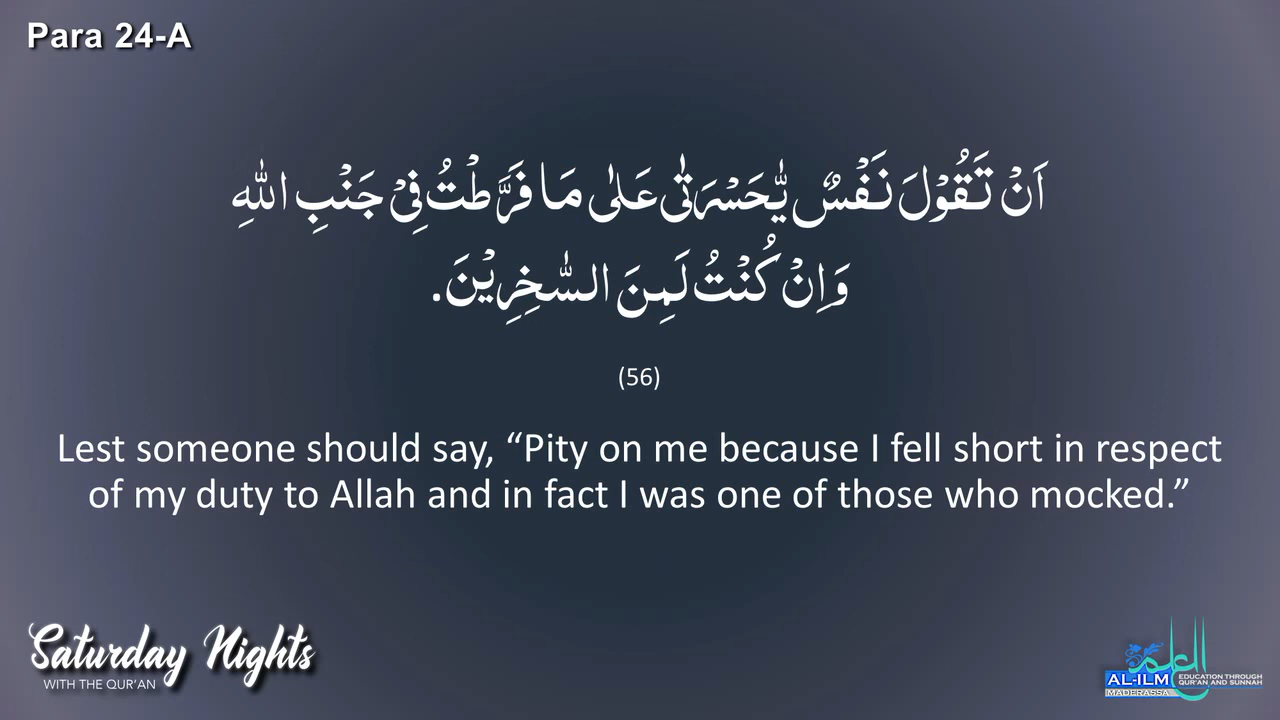 Para 24-A
اَنْ تَقُوْلَ نَفْسٌ يّٰحَسْرَتٰى عَلٰى مَا فَرَّطْتُ فِيْ جَنْۢبِ اللّٰهِ
وَاِنْ كُنْتُ لَمِنَ السّٰخِرِيْنَ.
(56)
Lest someone should say, “Pity on me because I fell short in respect
of my duty to Allah and in fact I was one of those who mocked.”
Saturday Nights
WITH THE QUR'AN
العلم
AL-ILM
MADERASSA
EDUCATION THROUGH
QUR'AN AND SUNNAH